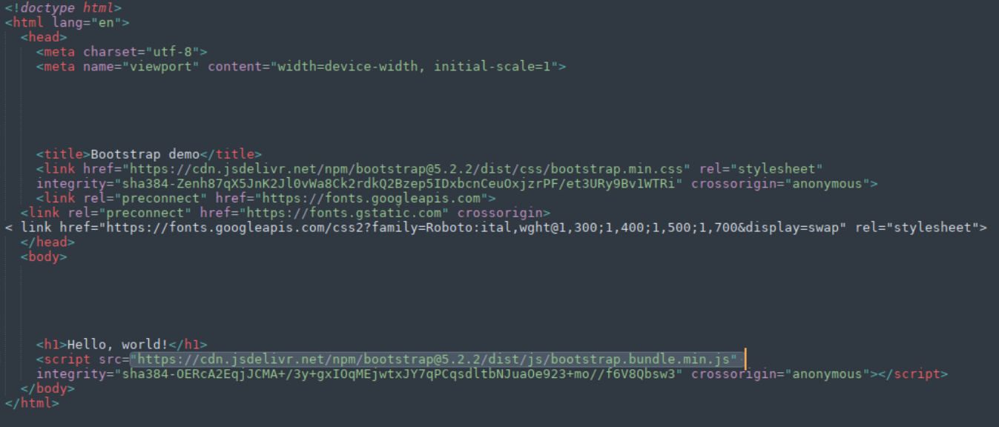 <!doctype html>
<html lang="en">
<head>
<meta charset="utf-8">
<meta name="viewport" content="width=device-width, initial-scale=1">
<title>Bootstrap demo</title>
<link href="https://cdn.jsdelivr.net/npm/bootstrap@5.2.2/dist/css/bootstrap.min.css" rel="stylesheet"
integrity="sha384-Zenh87qX5JnK2Jl0vWa8Ck2rdkQ2Bzep5IDxbcnCeuOxjzrPF/et3URy9Bv1WTRi" crossorigin="anonymous">
<link rel="preconnect" href="https://fonts.googleapis.com">
<link rel="preconnect" href="https://fonts.gstatic.com" crossorigin>
< link href="https://fonts.googleapis.com/css2?family=Roboto:ital,wght@1,300;1,400;1,500;1,700&display=swap" rel="stylesheet">
</head>
<body>
<h1>Hello, world!</h1>
<script src="https://cdn.jsdelivr.net/npm/bootstrap@5.2.2/dist/js/bootstrap.bundle.min.js"
integrity="sha384-OERcA2EqjJCMA+/3y+gxIOqMEjwtxJY7qPCqsdltbNJuaOe923+mo//f6V8Qbsw3" crossorigin="anonymous"></script>
</body>
</html>